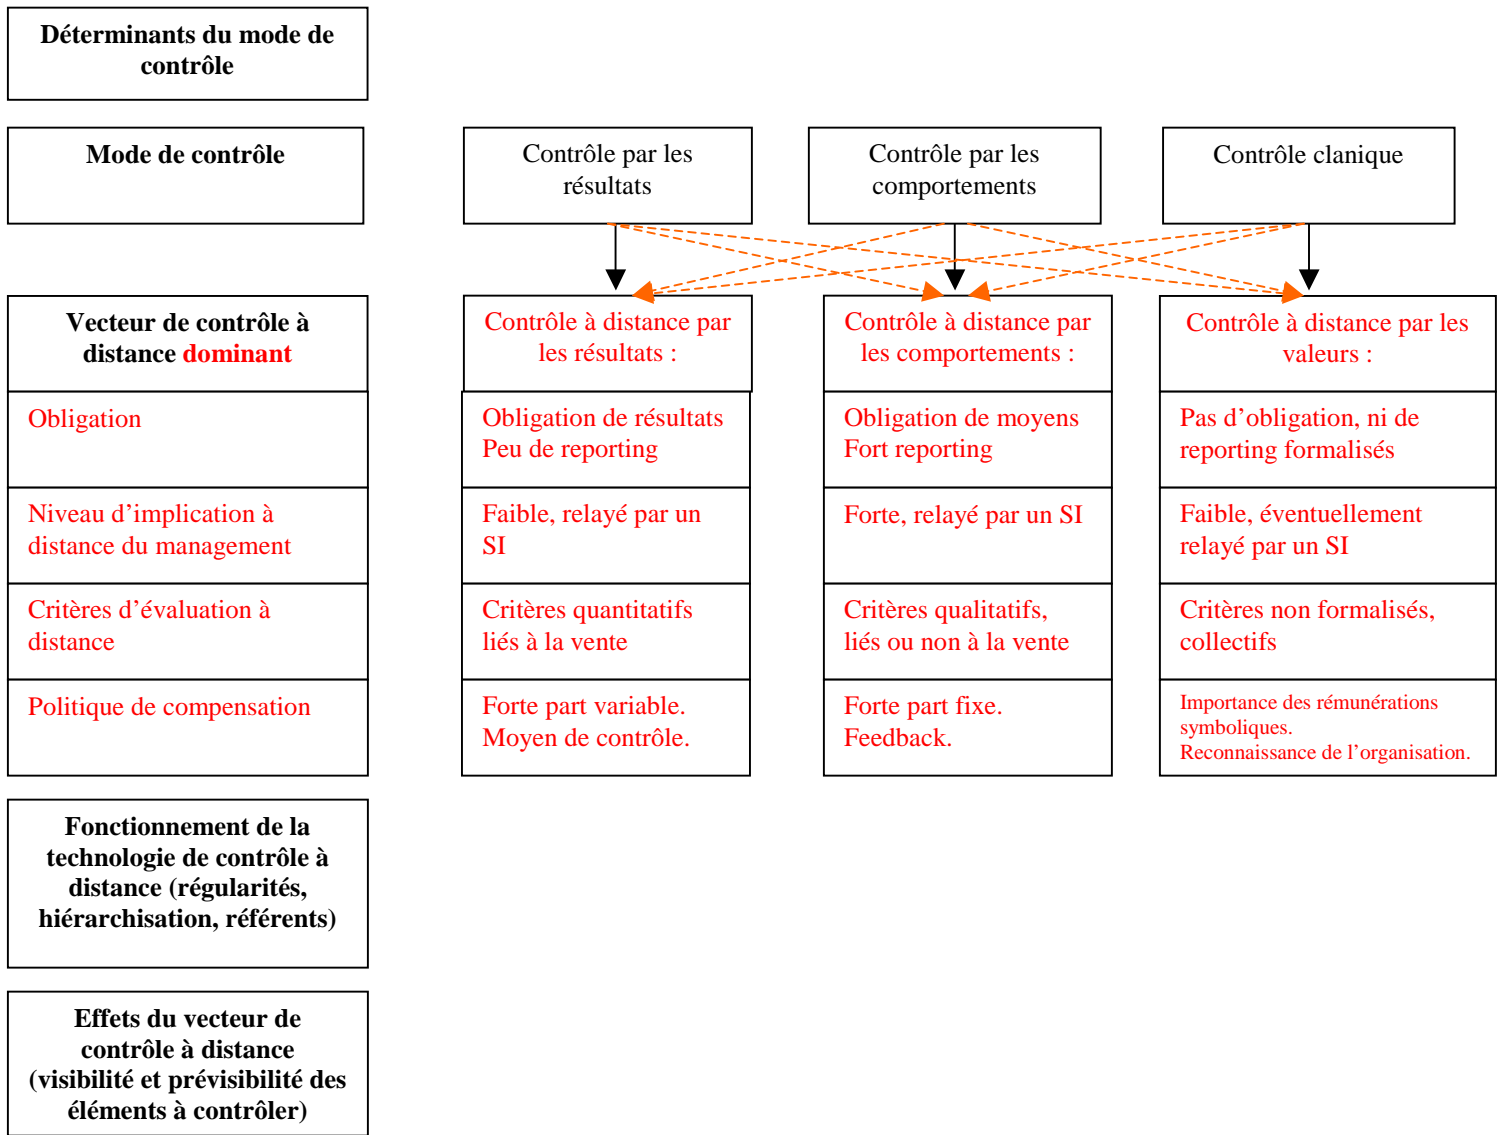 Déterminants du mode de
contrôle
Mode de contrôle
Contrôle par les
résultats
Contrôle par les
comportements
Contrôle clanique
Vecteur de contrôle à
distance dominant
Contrôle à distance par
les résultats :
Contrôle à distance par
les comportements :
Contrôle à distance par les
valeurs :
Obligation
Obligation de résultats
Peu de reporting
Obligation de moyens
Fort reporting
Pas d’obligation, ni de
reporting formalisés
Niveau d’implication à
distance du management
Faible, relayé par un
SI
Forte, relayé par un SI
Faible, éventuellement
relayé par un SI
Critères d’évaluation à
distance
Critères quantitatifs
liés à la vente
Critères qualitatifs,
liés ou non à la vente
Critères non formalisés,
collectifs
Politique de compensation
Forte part variable.
Moyen de contrôle.
Forte part fixe.
Feedback.
Importance des rémunérations
symboliques.
Reconnaissance de l’organisation.
Fonctionnement de la
technologie de contrôle à
distance (régularités,
hiérarchisation, référents)
Effets du vecteur de
contrôle à distance
(visibilité et prévisibilité des
éléments à contrôler)